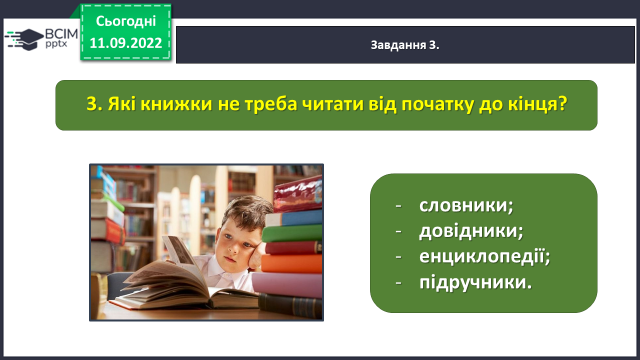 Сьогодні
11.09.2022
BCIM
pptx
Завдання 3.
3. Які книжки не треба читати від початку до кінця?
- словники;
- довідники;
- енциклопедії;
- підручники.